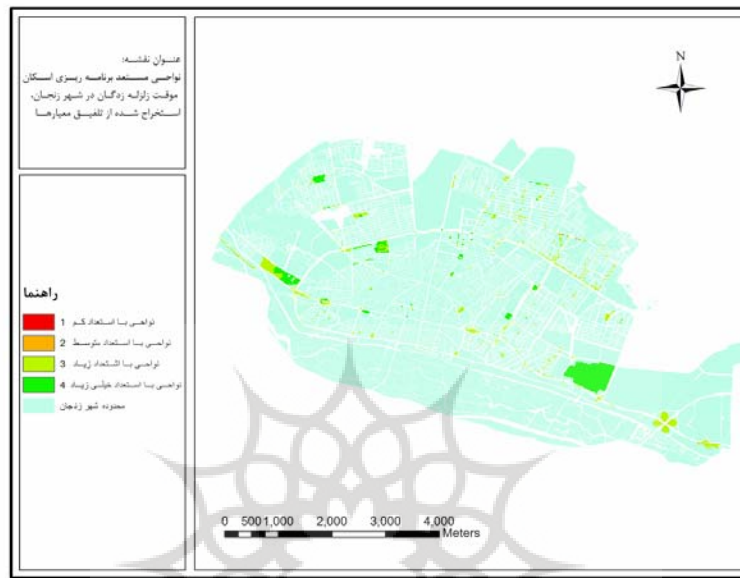 عنوان نقشه:
نواحی مستعد برنامه ریزی اسکان
موقت زلزله زدگان در شهر زنجان،
استخراج شده از تلفیق معیارها
N
راهنما
1 نواحی با استعداد کم
2 نواحی با استعداد متوسط
3 نواحی با استعداد زیاد
4 نواحی با استعداد خیلی زیاد
محدوده شهر زنجان
0 500 1,000 2,000 3,000 4,000
Meters